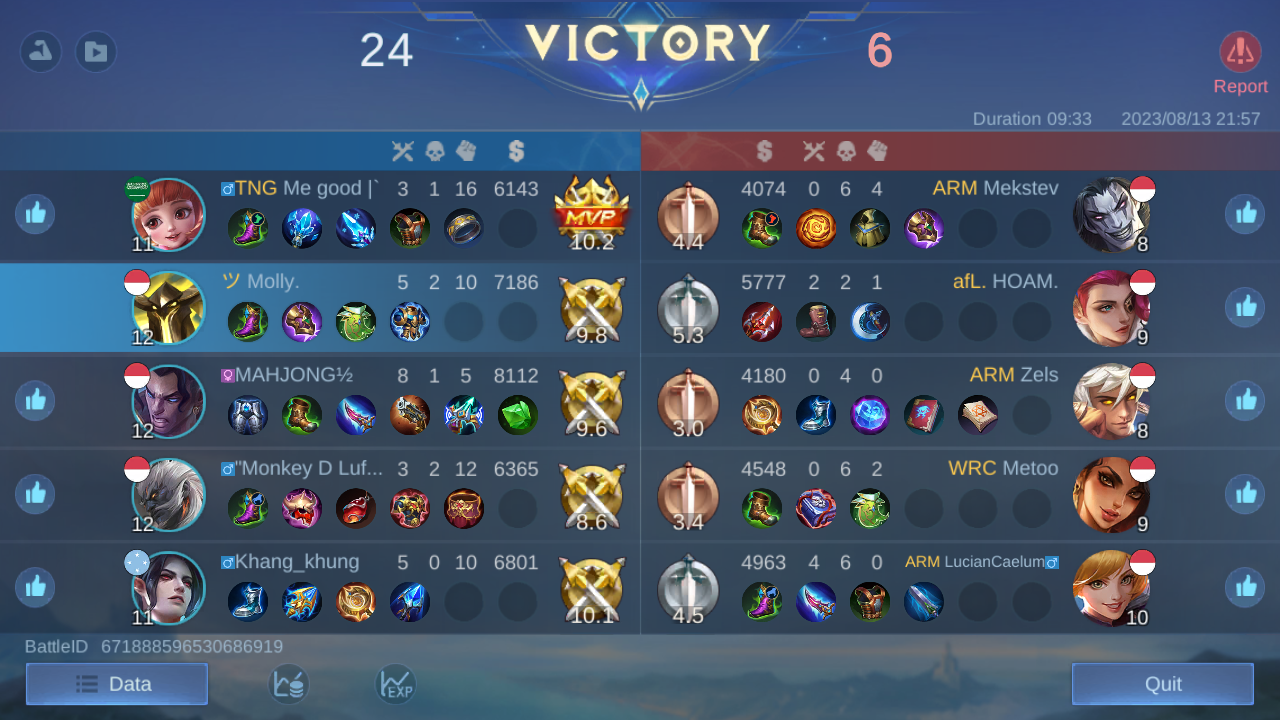 24 VICTORY 6
Report
Duration 09:33 2023/08/13 21:57
TNG Me good |` 3 1 16 6143 MVP 10.2 11
4074 0 6 4 ARM Mekstev 4.4 8
ツ Molly. 5 2 10 7186 9.8 12
5777 2 2 1 afL. HOAM. 5.3 9
MAHJONG½ 8 1 5 8112 9.6 12
4180 0 4 0 ARM Zels 3.0 8
"Monkey D Luf... 3 2 12 6365 8.6 12
4548 0 6 2 WRC Metoo 3.4 9
Khang_khung 5 0 10 6801 10.1 11
4963 4 6 0 ARM LucianCaelum 4.5 10
BattleID 671888596530686919
Data EXP Quit